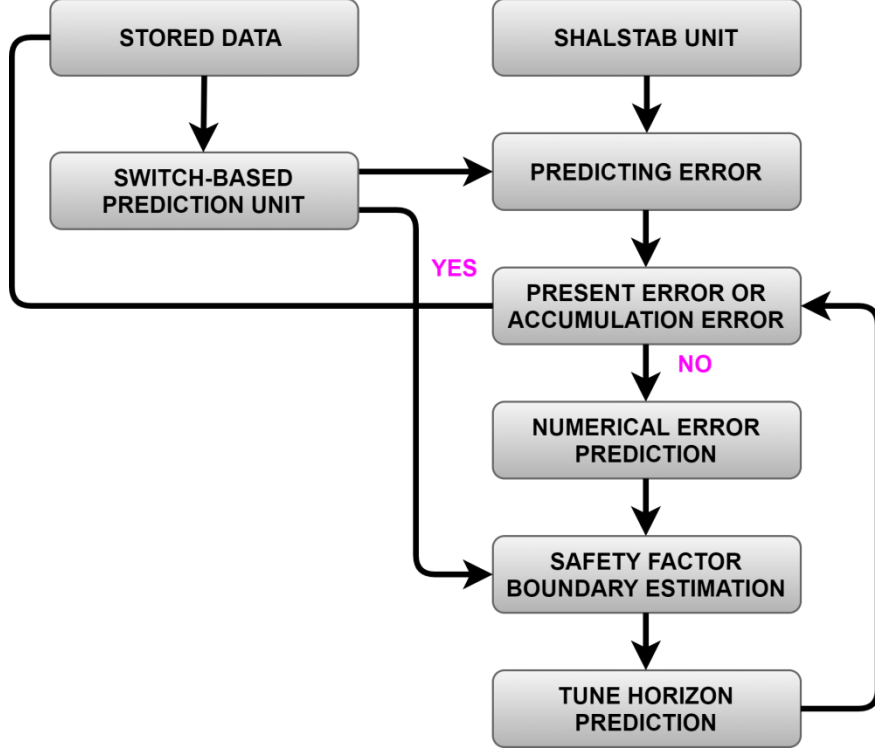 STORED DATA
SHALSTAB UNIT
SWITCH-BASED
PREDICTION UNIT
PREDICTING ERROR
YES
PRESENT ERROR OR
ACCUMULATION ERROR
NO
NUMERICAL ERROR
PREDICTION
SAFETY FACTOR
BOUNDARY ESTIMATION
TUNE HORIZON
PREDICTION